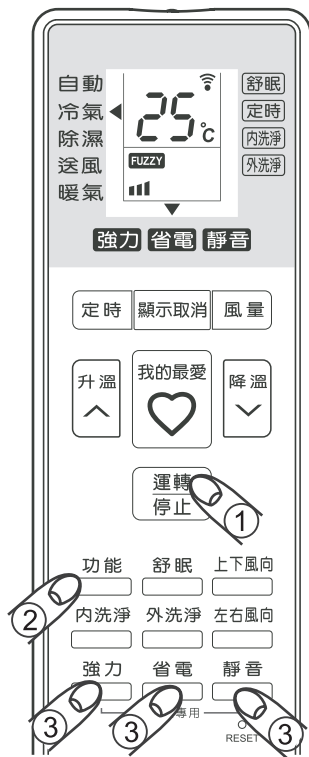 自動
冷氣
除濕
送風
暖氣
25℃
FUZZY
舒眠
定時
內洗淨
外洗淨
強力 省電 靜音
定時 顯示取消 風量
升溫 我的最愛 降溫
運轉
停止
①
功能 舒眠 上下風向
②
內洗淨 外洗淨 左右風向
強力 省電 靜音
③ ③ 專用 ③
RESET